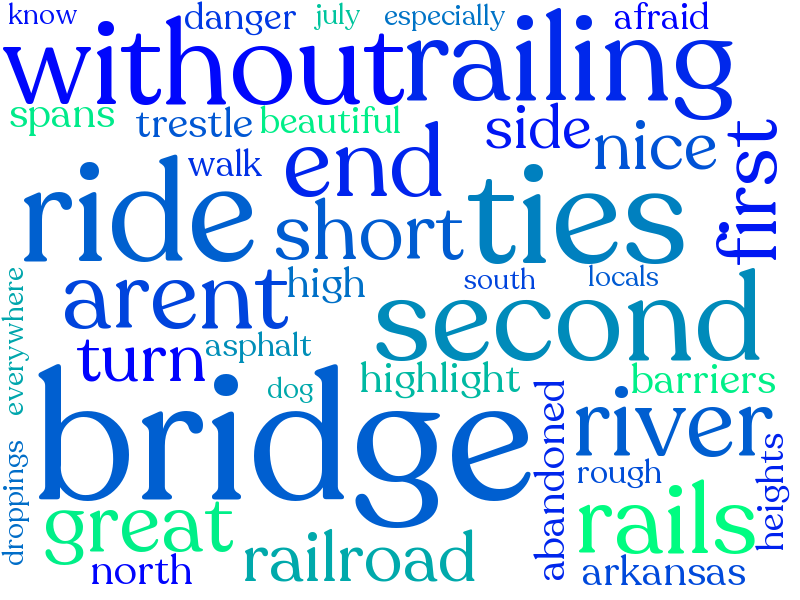 know
danger
july
especially
afraid
without
railing
spans
trestle
beautiful
side
nice
first
walk
end
ride
short
ties
arent
high
south
locals
second
everywhere
turn
asphalt
dog
highlight
barriers
bridge
abandoned
river
droppings
rough
heights
great
rails
north
railroad
arkansas